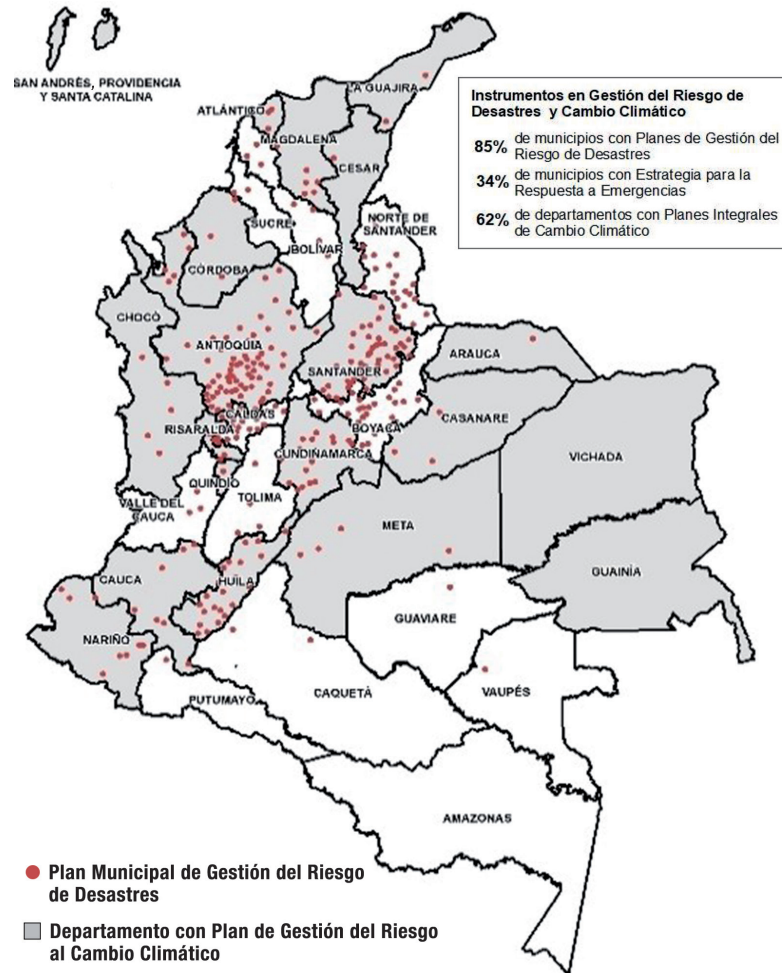 SAN ANDRÉS, PROVIDENCIA
Y SANTA CATALINA
LA GUAJIRA
ATLÁNTICO
MAGDALENA
CESAR
Instrumentos en Gestión del Riesgo de
Desastres y Cambio Climático
85% de municipios con Planes de Gestión del
Riesgo de Desastres
34% de municipios con Estrategia para la
Respuesta a Emergencias
62% de departamentos con Planes Integrales
de Cambio Climático
SUCRE
NORTE DE
SANTANDER
BOLÍVAR
CÓRDOBA
CHOCÓ
ANTIOQUIA
SANTANDER
ARAUCA
CALDAS
RISARALDA
BOYACÁ
CASANARE
CUNDINAMARCA
VICHADA
QUINDÍO
TOLIMA
VALLE DEL
CAUCA
META
CAUCA
HUILA
GUAINÍA
GUAVIARE
NARIÑO
CAQUETÁ
VAUPÉS
PUTUMAYO
AMAZONAS
Plan Municipal de Gestión del Riesgo
de Desastres
Departamento con Plan de Gestión del Riesgo
al Cambio Climático